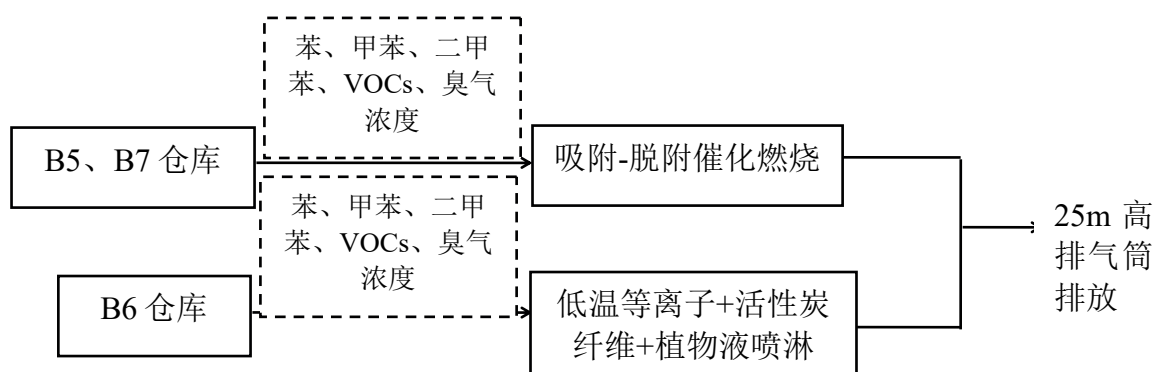 苯、甲苯、二甲
苯、VOCs、臭气
浓度
B5、B7 仓库
吸附-脱附催化燃烧
苯、甲苯、二甲
苯、VOCs、臭气
浓度
B6 仓库
低温等离子+活性炭
纤维+植物液喷淋
25m 高
排气筒
排放